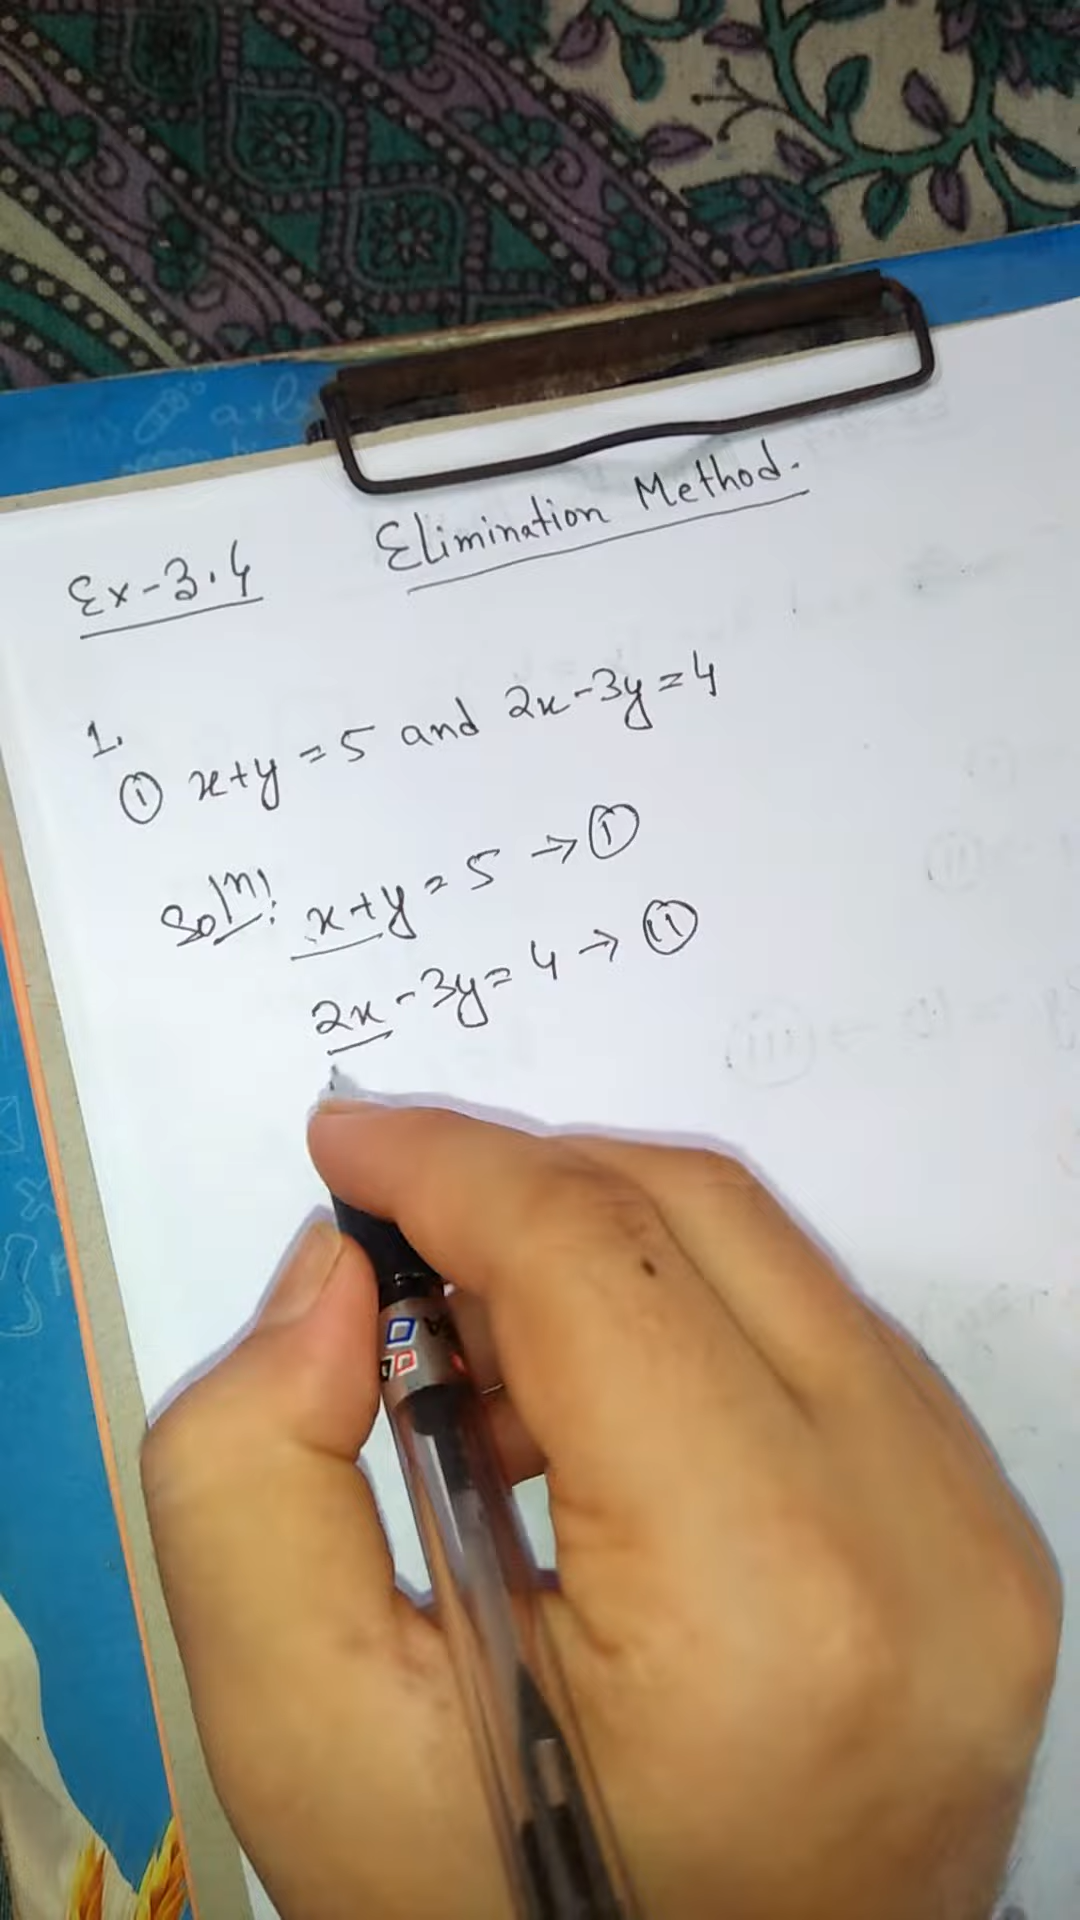 Ex-3.4 Elimination Method.
1.
(i) x+y = 5 and 2x-3y = 4
Soln: x+y = 5 → (i)
2x - 3y = 4 → (ii)